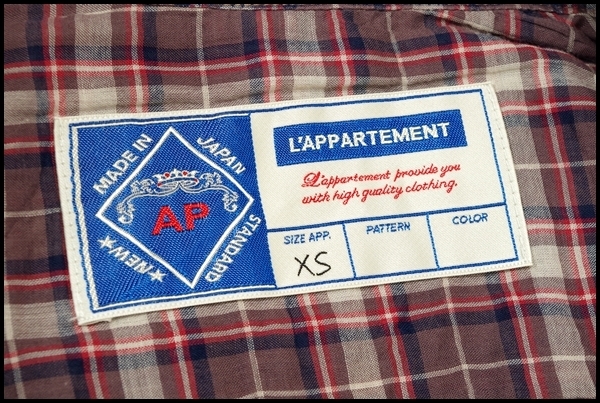 MADE IN
JAPAN
AP
★NEW★
STANDARD
L'APPARTEMENT
L'appartement provide you
with high quality clothing.
SIZE APP.
PATTERN
COLOR
XS